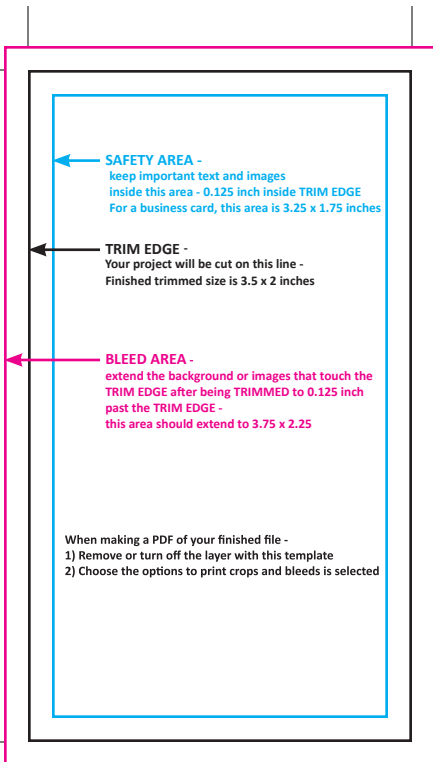 SAFETY AREA -
keep important text and images
inside this area - 0.125 inch inside TRIM EDGE
For a business card, this area is 3.25 x 1.75 inches
TRIM EDGE -
Your project will be cut on this line -
Finished trimmed size is 3.5 x 2 inches
BLEED AREA -
extend the background or images that touch the
TRIM EDGE after being TRIMMED to 0.125 inch
past the TRIM EDGE -
this area should extend to 3.75 x 2.25
When making a PDF of your finished file -
1) Remove or turn off the layer with this template
2) Choose the options to print crops and bleeds is selected